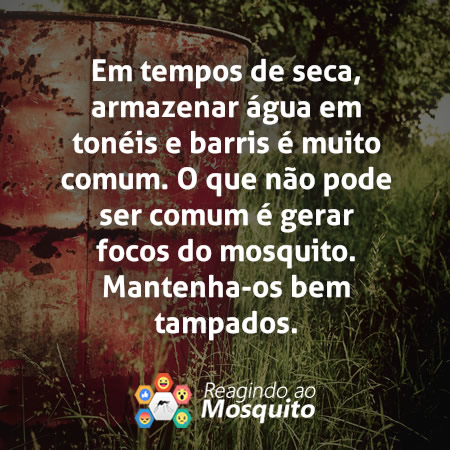 Em tempos de seca,
armazenar água em
tonéis e barris é muito
comum. O que não pode
ser comum é gerar
focos do mosquito.
Mantenha-os bem
tampados.
Reagindo ao
Mosquito